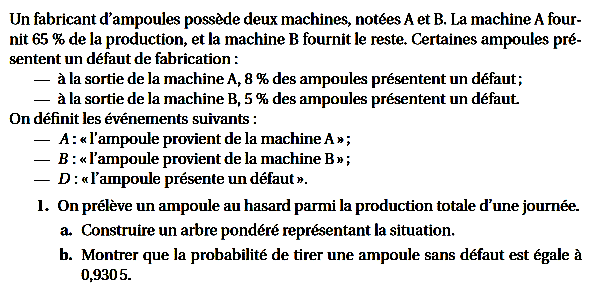 Un fabricant d'ampoules possède deux machines, notées A et B. La machine A four-
nit 65 % de la production, et la machine B fournit le reste. Certaines ampoules pré-
sentent un défaut de fabrication :
— à la sortie de la machine A, 8 % des ampoules présentent un défaut ;
— à la sortie de la machine B, 5 % des ampoules présentent un défaut.
On définit les événements suivants :
— A : « l'ampoule provient de la machine A » ;
— B : « l'ampoule provient de la machine B » ;
— D : « l'ampoule présente un défaut ».
1. On prélève un ampoule au hasard parmi la production totale d'une journée.
a. Construire un arbre pondéré représentant la situation.
b. Montrer que la probabilité de tirer une ampoule sans défaut est égale à
0,930 5.